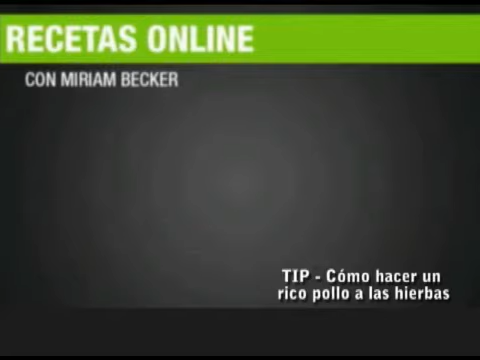 RECETAS ONLINE
CON MIRIAM BECKER
TIP - Cómo hacer un
rico pollo a las hierbas